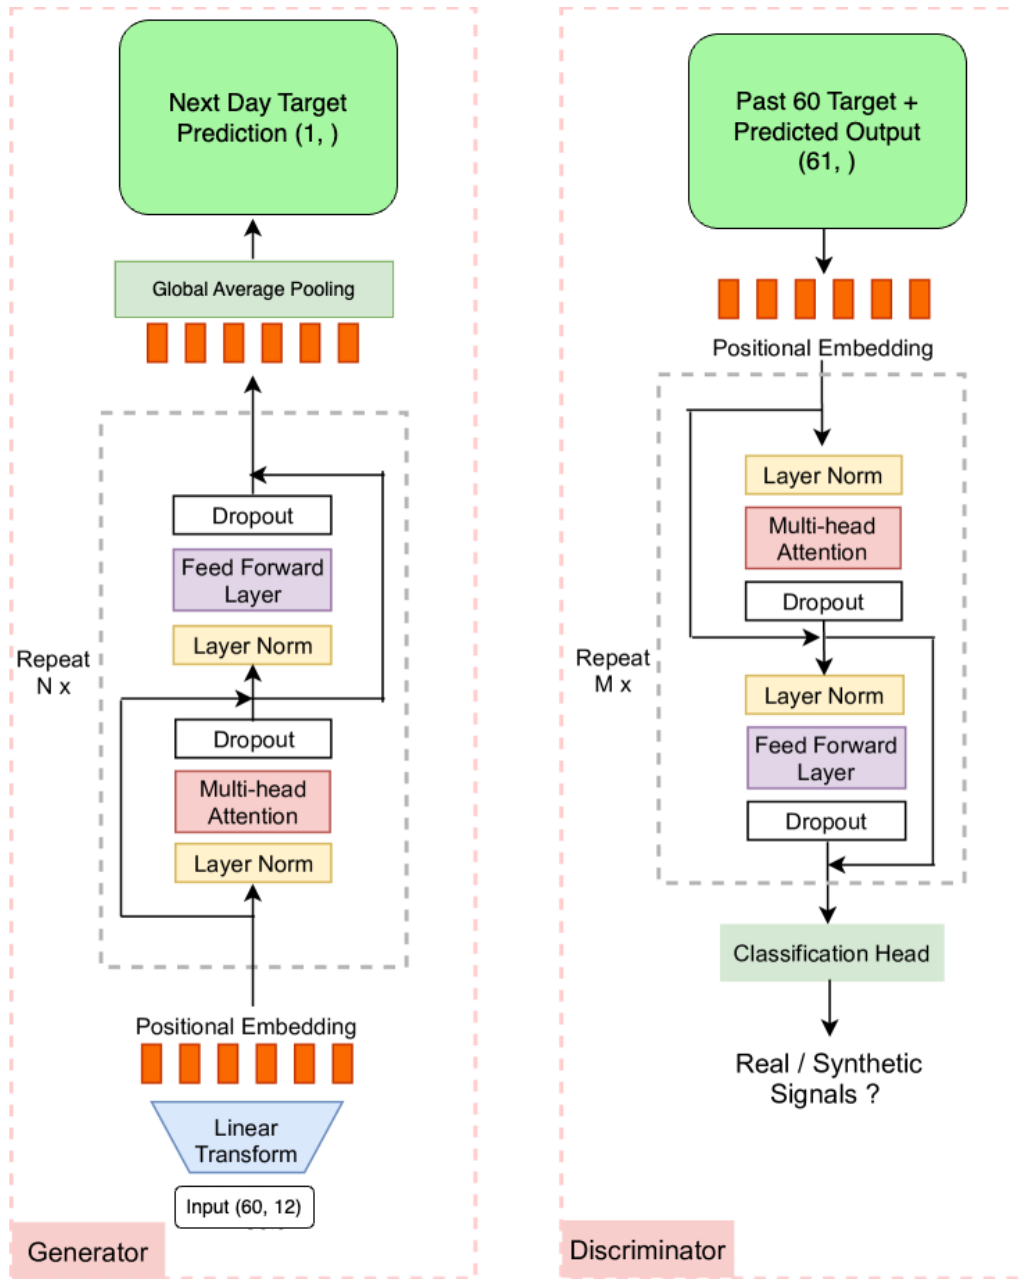 Next Day Target
Prediction (1, )
Global Average Pooling
Dropout
Feed Forward
Layer
Layer Norm
Repeat
N x
Dropout
Multi-head
Attention
Layer Norm
Positional Embedding
Linear
Transform
Input (60, 12)
Generator
Past 60 Target +
Predicted Output
(61, )
Positional Embedding
Layer Norm
Multi-head
Attention
Dropout
Repeat
M x
Layer Norm
Feed Forward
Layer
Dropout
Classification Head
Real / Synthetic
Signals ?
Discriminator